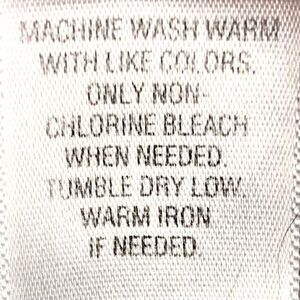 MACHINE WASH WARM
WITH LIKE COLORS.
ONLY NON-
CHLORINE BLEACH
WHEN NEEDED.
TUMBLE DRY LOW.
WARM IRON
IF NEEDED.